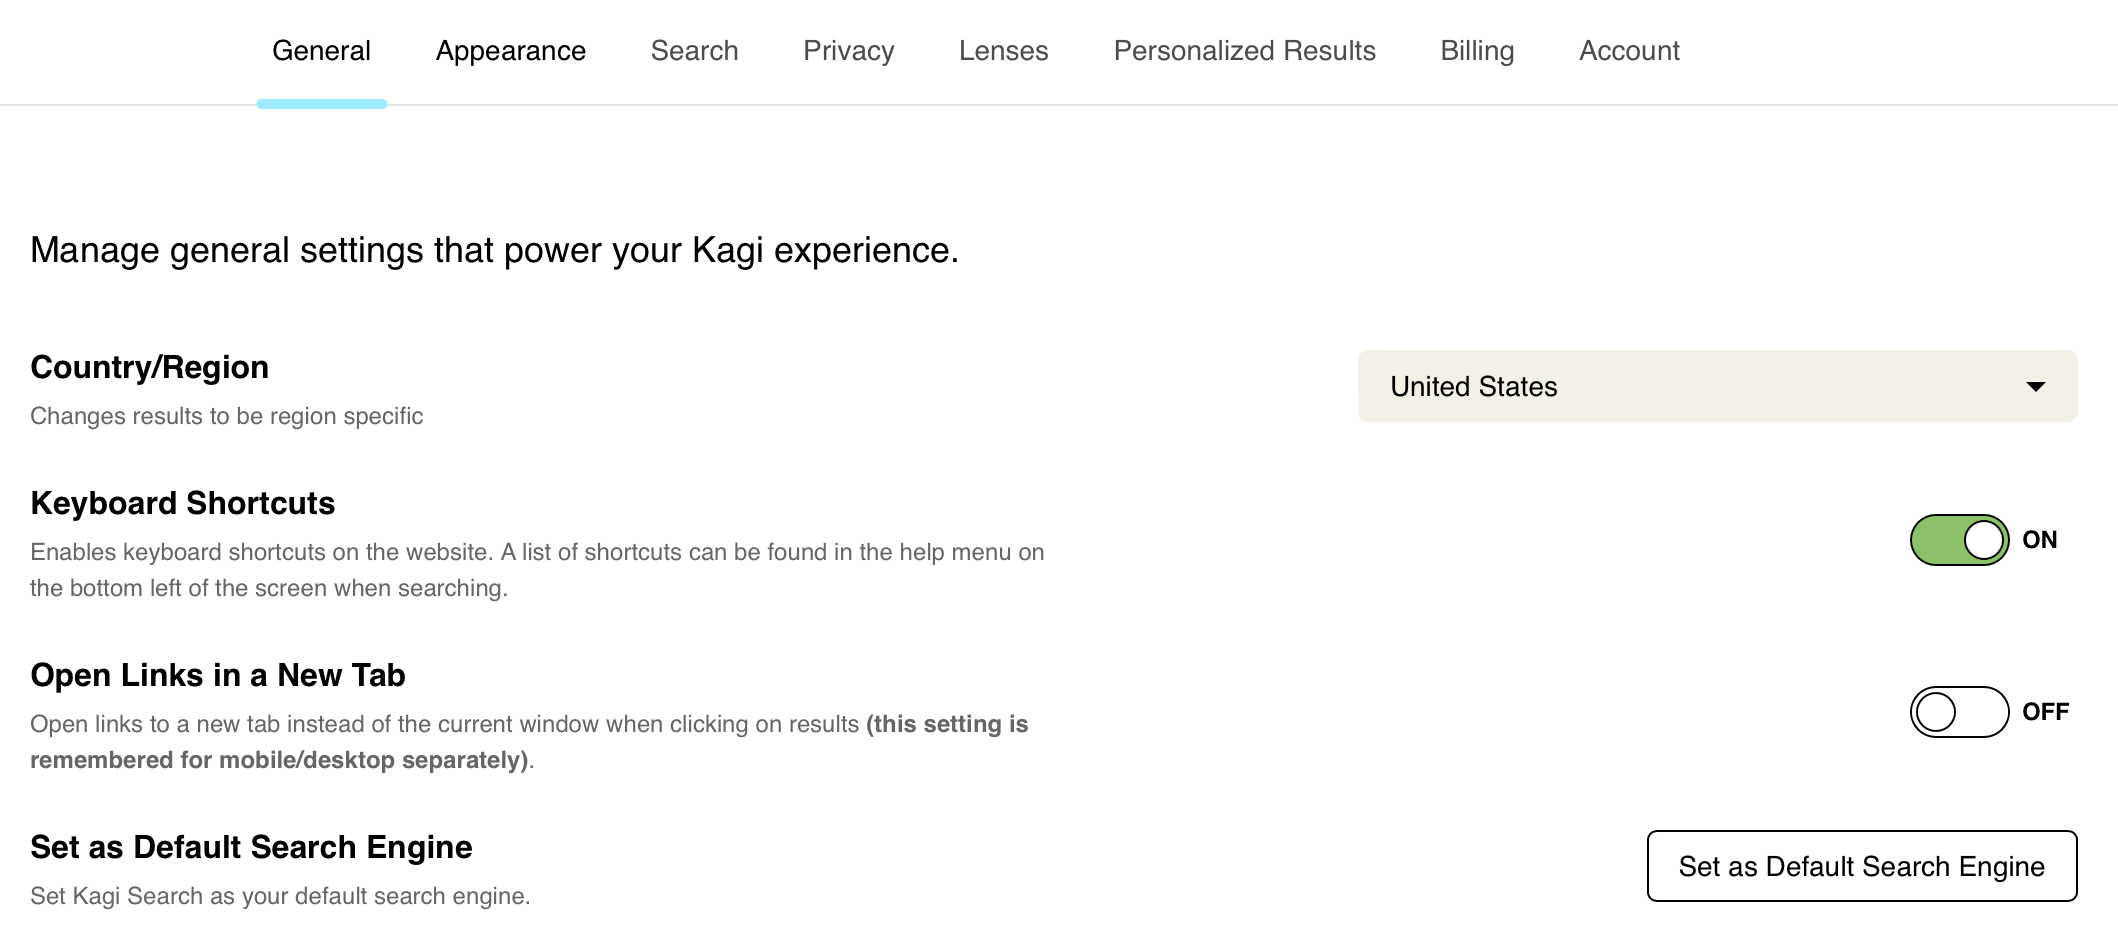 General Appearance Search Privacy Lenses Personalized Results Billing Account
Manage general settings that power your Kagi experience.
Country/Region
Changes results to be region specific
United States
Keyboard Shortcuts
Enables keyboard shortcuts on the website. A list of shortcuts can be found in the help menu on
the bottom left of the screen when searching.
ON
Open Links in a New Tab
Open links to a new tab instead of the current window when clicking on results (this setting is
remembered for mobile/desktop separately).
OFF
Set as Default Search Engine
Set Kagi Search as your default search engine.
Set as Default Search Engine